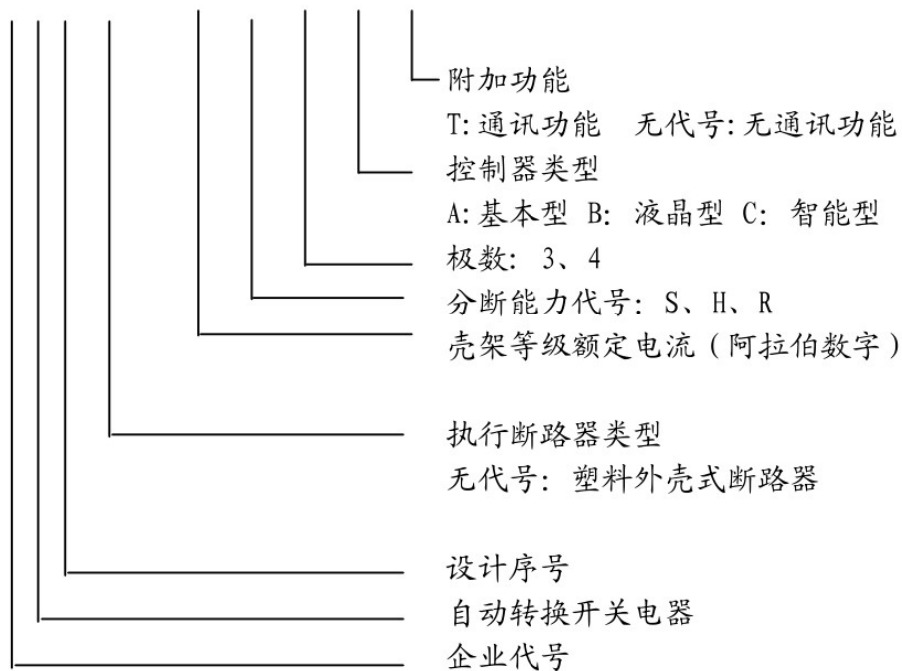 附加功能
T:通讯功能 无代号:无通讯功能
控制器类型
A:基本型 B: 液晶型 C: 智能型
极数: 3、4
分断能力代号: S、H、R
壳架等级额定电流(阿拉伯数字)
执行断路器类型
无代号: 塑料外壳式断路器
设计序号
自动转换开关电器
企业代号